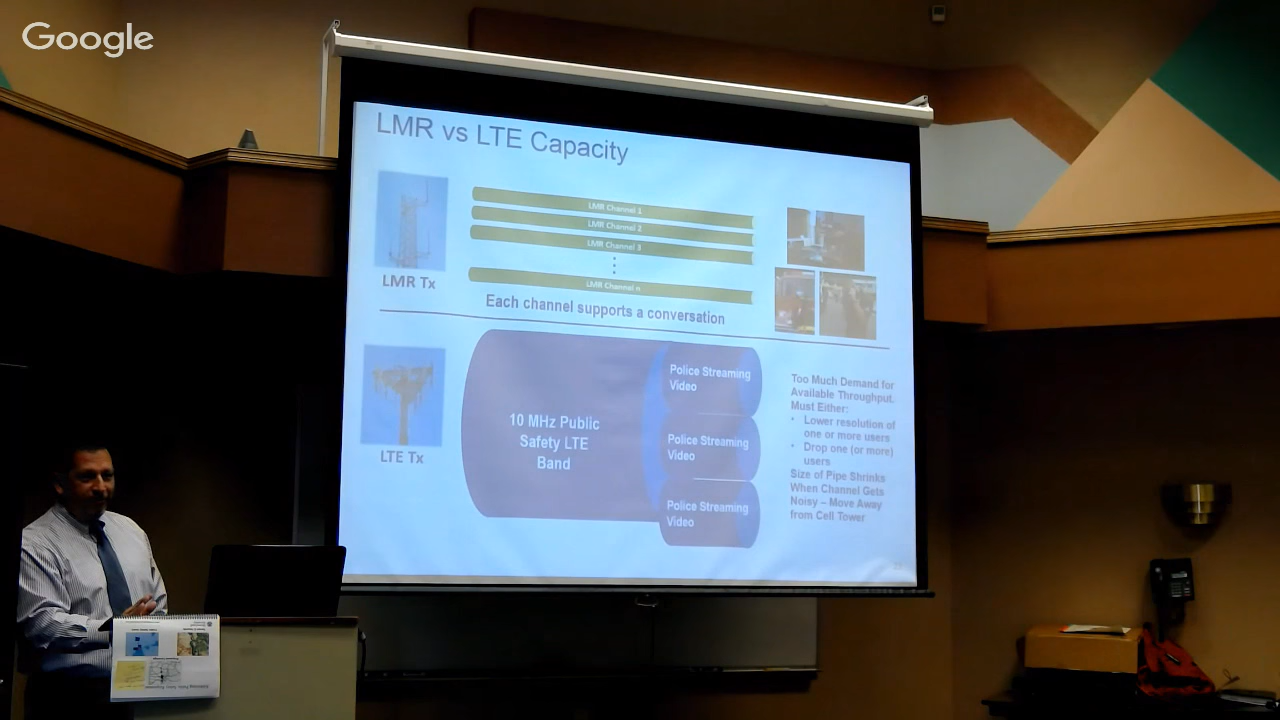 Google
LMR vs LTE Capacity
LMR Channel 1
LMR Channel 2
LMR Channel 3
LMR Channel n
LMR Tx
Each channel supports a conversation
10 MHz Public
Safety LTE
Band
Police Streaming
Video
Police Streaming
Video
Police Streaming
Video
LTE Tx
Too Much Demand for
Available Throughput.
Must Either:
• Lower resolution of
one or more users
• Drop one (or more)
users
Size of Pipe Shrinks
When Channel Gets
Noisy – Move Away
from Cell Tower